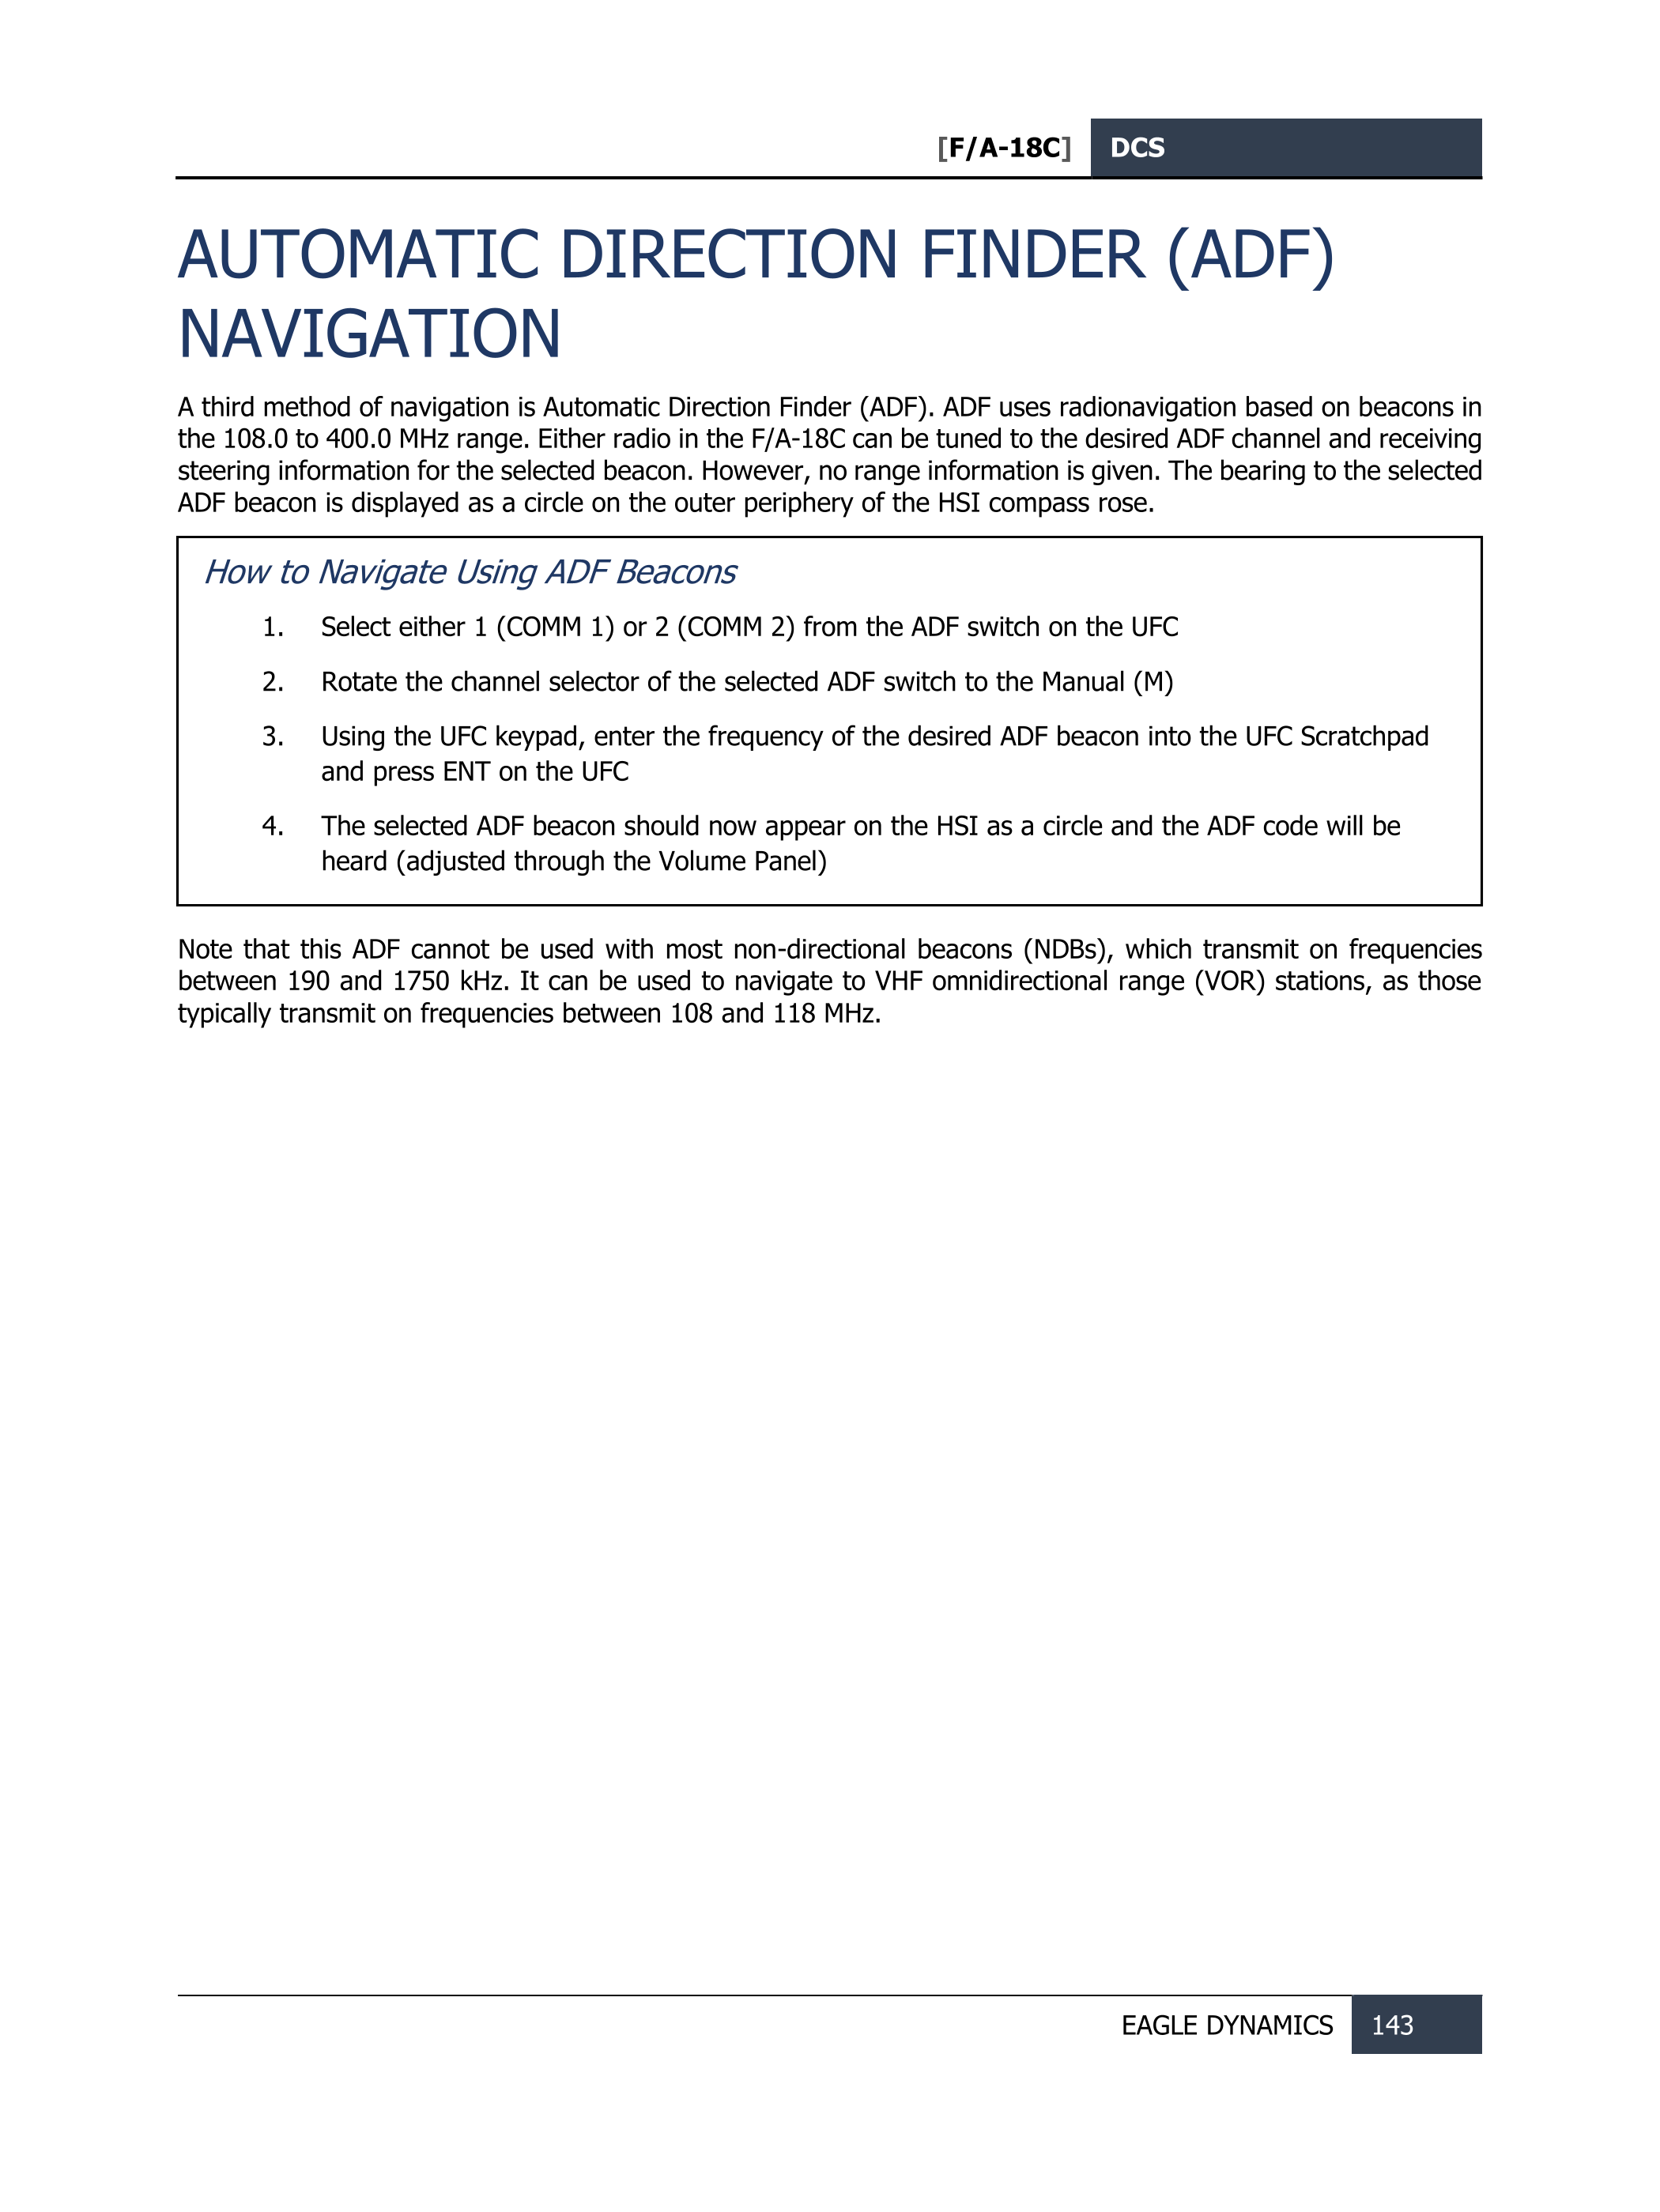 [F/A-18C] DCS
AUTOMATIC DIRECTION FINDER (ADF)
NAVIGATION
A third method of navigation is Automatic Direction Finder (ADF). ADF uses radionavigation based on beacons in
the 108.0 to 400.0 MHz range. Either radio in the F/A-18C can be tuned to the desired ADF channel and receiving
steering information for the selected beacon. However, no range information is given. The bearing to the selected
ADF beacon is displayed as a circle on the outer periphery of the HSI compass rose.
How to Navigate Using ADF Beacons
1. Select either 1 (COMM 1) or 2 (COMM 2) from the ADF switch on the UFC
2. Rotate the channel selector of the selected ADF switch to the Manual (M)
3. Using the UFC keypad, enter the frequency of the desired ADF beacon into the UFC Scratchpad
and press ENT on the UFC
4. The selected ADF beacon should now appear on the HSI as a circle and the ADF code will be
heard (adjusted through the Volume Panel)
Note that this ADF cannot be used with most non-directional beacons (NDBs), which transmit on frequencies
between 190 and 1750 kHz. It can be used to navigate to VHF omnidirectional range (VOR) stations, as those
typically transmit on frequencies between 108 and 118 MHz.
EAGLE DYNAMICS 143